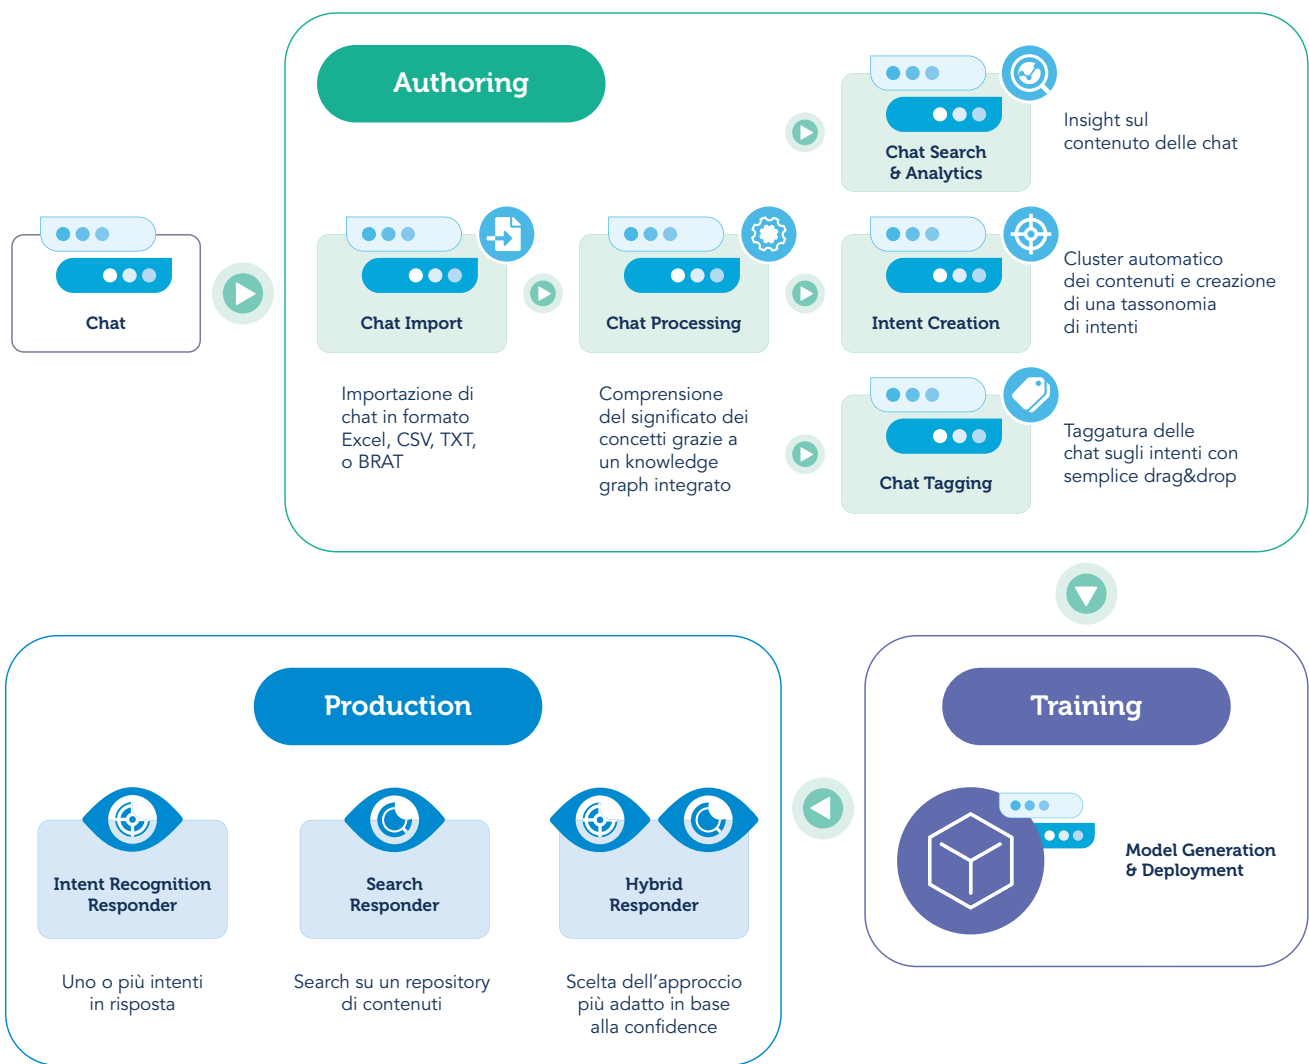 Authoring
Chat Search
& Analytics
Insight sul
contenuto delle chat
Chat
Chat Import
Importazione di
chat in formato
Excel, CSV, TXT,
o BRAT
Chat Processing
Comprensione
del significato dei
concetti grazie a
un knowledge
graph integrato
Intent Creation
Cluster automatico
dei contenuti e creazione
di una tassonomia
di intenti
Chat Tagging
Taggatura delle
chat sugli intenti con
semplice drag&drop
Production
Intent Recognition
Responder
Uno o più intenti
in risposta
Search
Responder
Search su un repository
di contenuti
Hybrid
Responder
Scelta dell’approccio
più adatto in base
alla confidence
Training
Model Generation
& Deployment